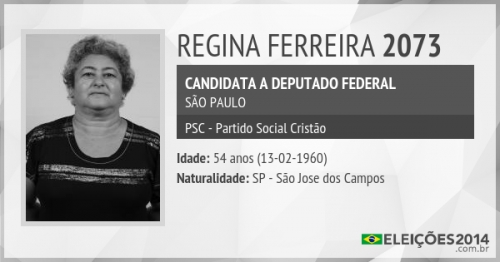 REGINA FERREIRA 2073
CANDIDATA A DEPUTADO FEDERAL
SÃO PAULO
PSC - Partido Social Cristão
Idade: 54 anos (13-02-1960)
Naturalidade: SP - São Jose dos Campos
ELEIÇÕES2014
.com.br